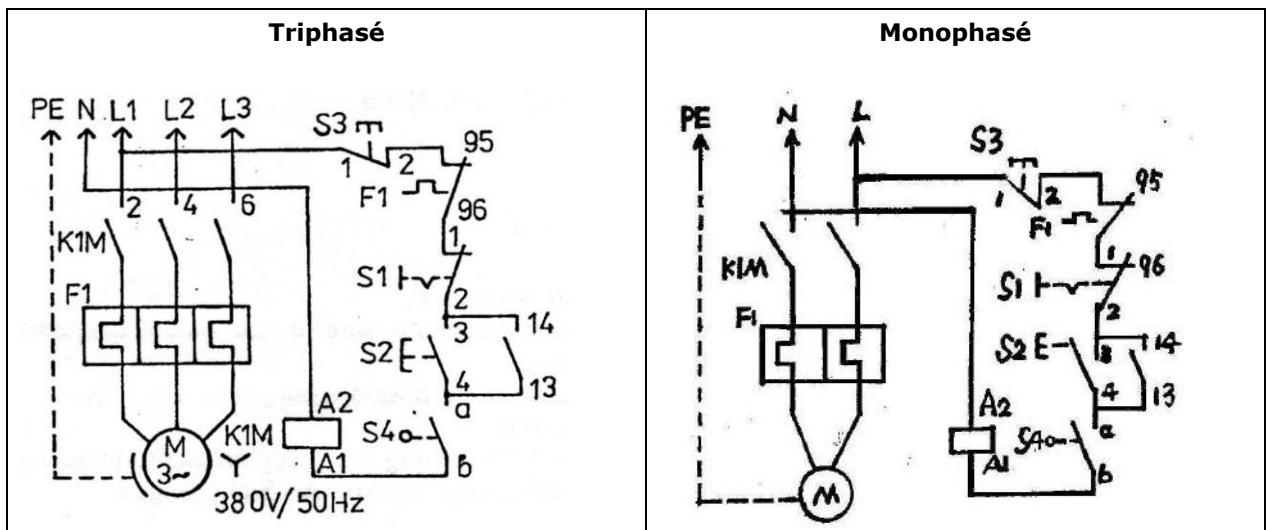 Triphasé
PE N L1 L2 L3
S3
1 2 95
F1
2 4 6
96
K1M
1
S1
2
F1
3 14
S2
4 13
a
A2
M
3~
K1M
S4
A1
b
380V/50Hz
Monophasé
PE N L
S3
1 2 95
F1
K1M
1 96
S1
2
F1
S2 3 14
4 13
A2
a
S4
A1
b
M